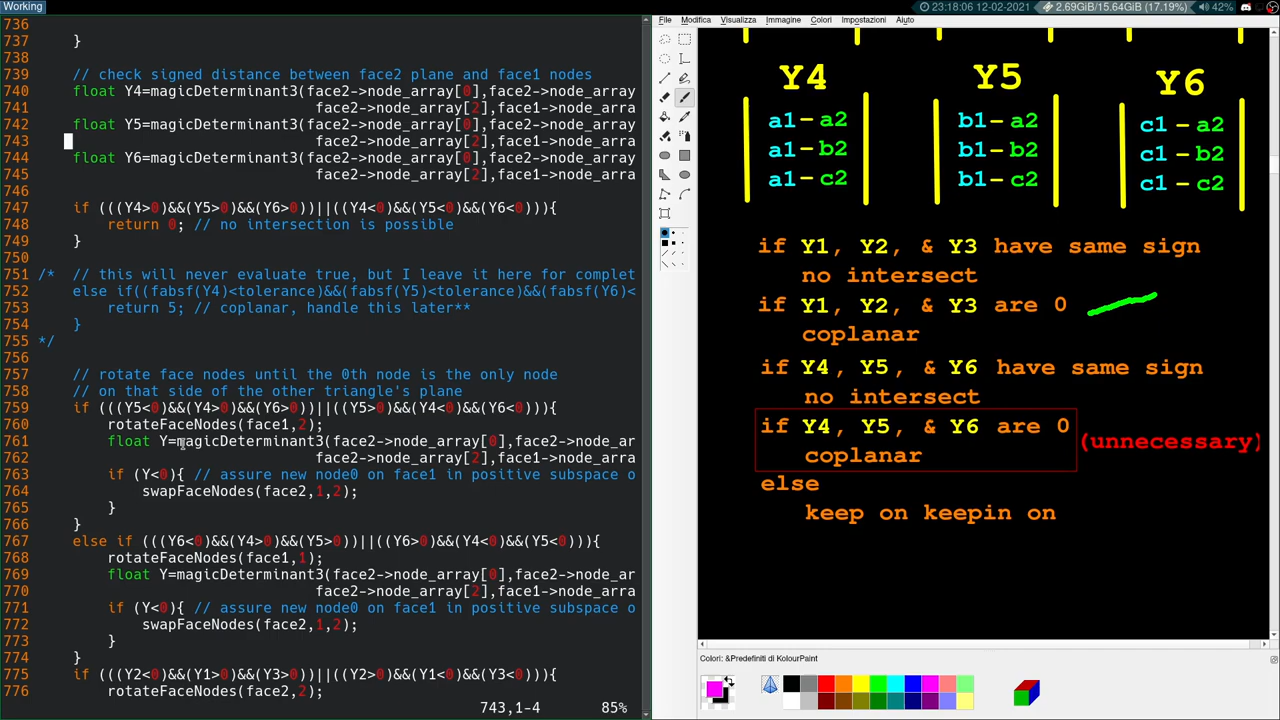 Working
23:18:06 12-02-2021
2.69GiB/15.64GiB (17.19%)
42%
736
737     }
738
739     // check signed distance between face2 plane and face1 nodes
740     float Y4=magicDeterminant3(face2->node_array[0],face2->node_array
741                                face2->node_array[2],face1->node_arra
742     float Y5=magicDeterminant3(face2->node_array[0],face2->node_array
743                                face2->node_array[2],face1->node_arra
744     float Y6=magicDeterminant3(face2->node_array[0],face2->node_array
745                                face2->node_array[2],face1->node_arra
746
747     if (((Y4>0)&&(Y5>0)&&(Y6>0))||((Y4<0)&&(Y5<0)&&(Y6<0))){
748         return 0; // no intersection is possible
749     }
750
751 /*  // this will never evaluate true, but I leave it here for complet
752     else if((fabsf(Y4)<tolerance)&&(fabsf(Y5)<tolerance)&&(fabsf(Y6)<
753         return 5; // coplanar, handle this later**
754     }
755 */
756
757     // rotate face nodes until the 0th node is the only node
758     // on that side of the other triangle's plane
759     if (((Y5<0)&&(Y4>0)&&(Y6>0))||((Y5>0)&&(Y4<0)&&(Y6<0))){
760         rotateFaceNodes(face1,2);
761         float Y=magicDeterminant3(face2->node_array[0],face2->node_ar
762                                face2->node_array[2],face1->node_array
763         if (Y<0){ // assure new node0 on face1 in positive subspace o
764             swapFaceNodes(face2,1,2);
765         }
766     }
767     else if (((Y6<0)&&(Y4>0)&&(Y5>0))||((Y6>0)&&(Y4<0)&&(Y5<0))){
768         rotateFaceNodes(face1,1);
769         float Y=magicDeterminant3(face2->node_array[0],face2->node_ar
770                                face2->node_array[2],face1->node_array
771         if (Y<0){ // assure new node0 on face1 in positive subspace o
772             swapFaceNodes(face2,1,2);
773         }
774     }
775     if (((Y2<0)&&(Y1>0)&&(Y3>0))||((Y2>0)&&(Y1<0)&&(Y3<0))){
776         rotateFaceNodes(face2,2);
743,1-4 85%
File Modifica Visualizza Immagine Colori Impostazioni Aiuto
Y4 Y5 Y6
a1-a2 b1-a2 c1-a2
a1-b2 b1-b2 c1-b2
a1-c2 b1-c2 c1-c2
if Y1, Y2, & Y3 have same sign
no intersect
if Y1, Y2, & Y3 are 0
coplanar
if Y4, Y5, & Y6 have same sign
no intersect
if Y4, Y5, & Y6 are 0
coplanar
(unnecessary)
else
keep on keepin on
Colori: &Predefiniti di KolourPaint